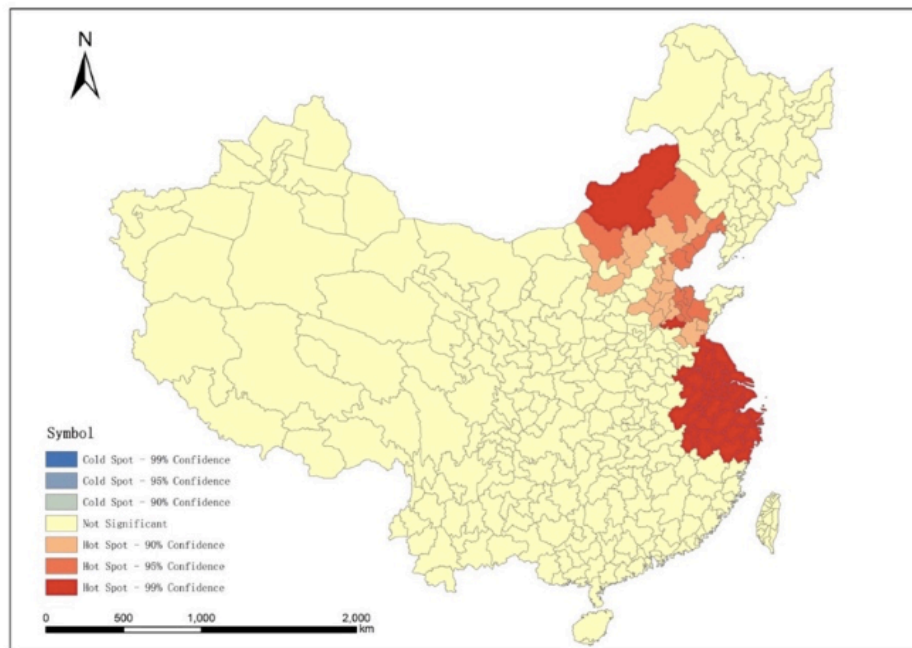 N
Symbol
Cold Spot - 99% Confidence
Cold Spot - 95% Confidence
Cold Spot - 90% Confidence
Not Significant
Hot Spot - 90% Confidence
Hot Spot - 95% Confidence
Hot Spot - 99% Confidence
0 500 1,000 2,000
km